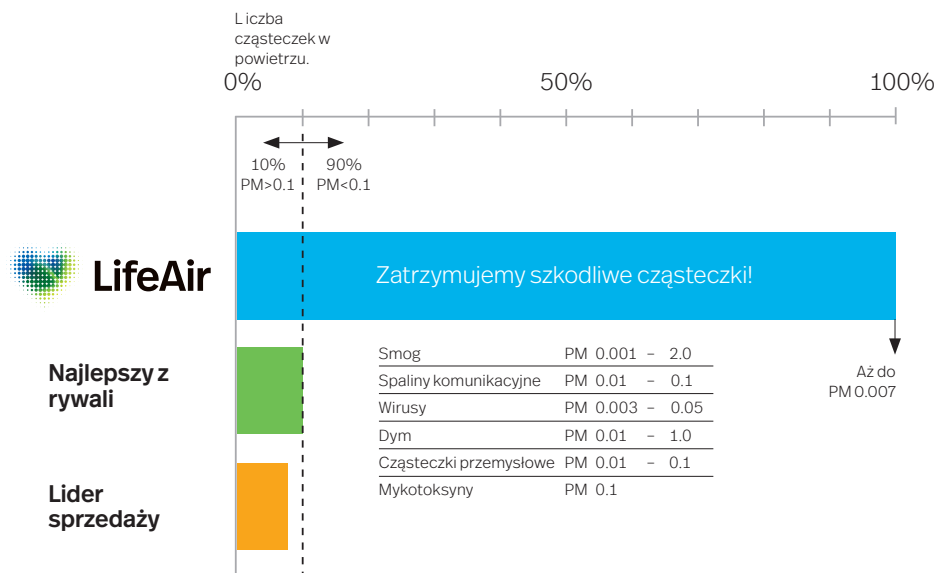 Liczba
cząsteczek w
powietrzu.
0% 50% 100%
10% 90%
PM>0.1 PM<0.1
LifeAir
Zatrzymujemy szkodliwe cząsteczki!
Najlepszy z
rywali
Smog PM 0.001 – 2.0
Spaliny komunikacyjne PM 0.01 – 0.1
Wirusy PM 0.003 – 0.05
Dym PM 0.01 – 1.0
Cząsteczki przemysłowe PM 0.01 – 0.1
Mykotoksyny PM 0.1
Aż do
PM 0.007
Lider
sprzedaży